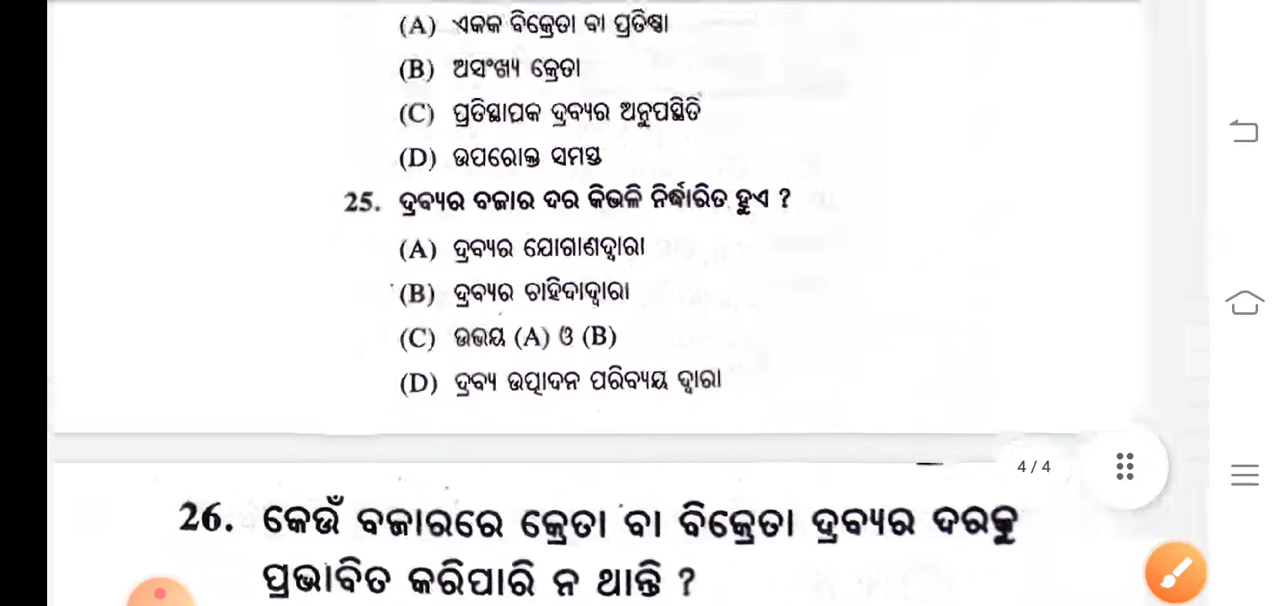 (A) ଏକକ ବିକ୍ରେତା ବା ପ୍ରତିଷ୍ଠା
(B) ଅସଂଖ୍ୟ କ୍ରେତା
(C) ପ୍ରତିସ୍ଥାପକ ଦ୍ରବ୍ୟର ଅନୁପସ୍ଥିତି
(D) ଉପରୋକ୍ତ ସମସ୍ତ
25. ଦ୍ରବ୍ୟର ବଜାର ଦର କିଭଳି ନିର୍ଦ୍ଧାରିତ ହୁଏ ?
(A) ଦ୍ରବ୍ୟର ଯୋଗାଣଦ୍ୱାରା
(B) ଦ୍ରବ୍ୟର ଚାହିଦାଦ୍ୱାରା
(C) ଉଭୟ (A) ଓ (B)
(D) ଦ୍ରବ୍ୟ ଉତ୍ପାଦନ ପରିବ୍ୟୟ ଦ୍ୱାରା
4 / 4
26. କେଉଁ ବଜାରରେ କ୍ରେତା ବା ବିକ୍ରେତା ଦ୍ରବ୍ୟର ଦରକୁ
ପ୍ରଭାବିତ କରିପାରି ନ ଥାନ୍ତି ?